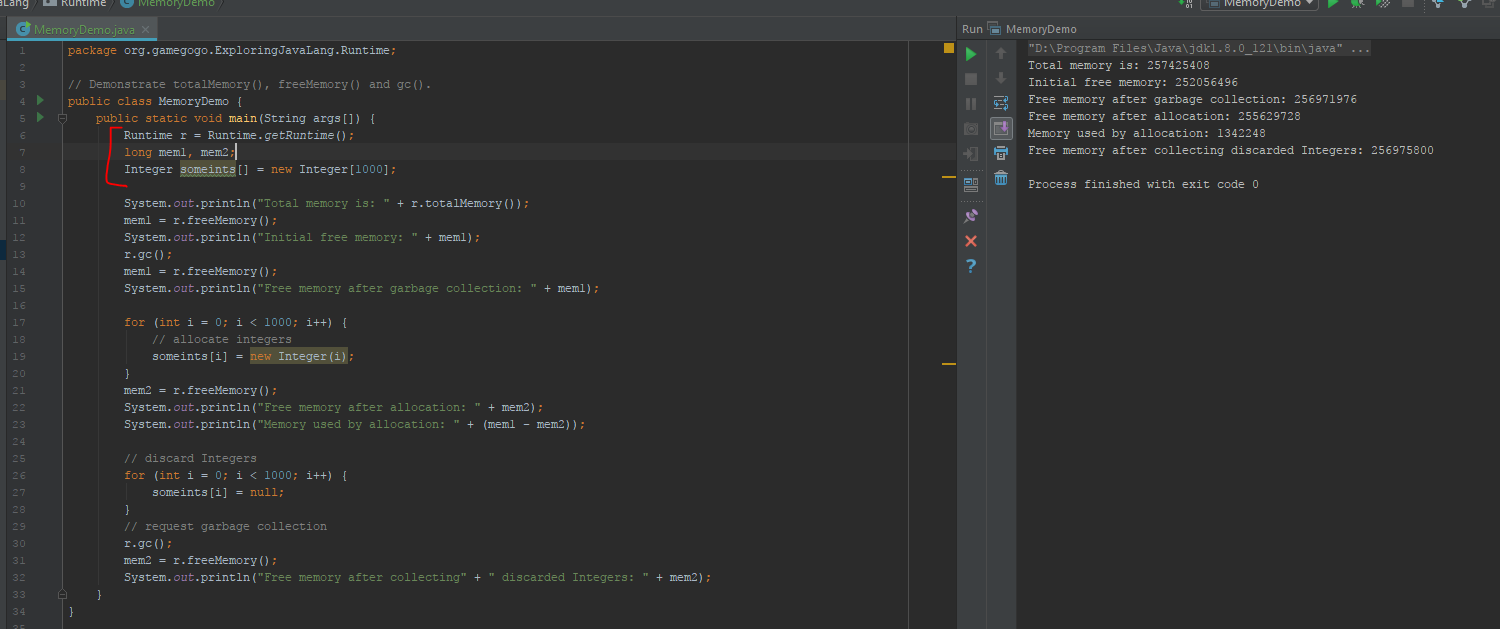 aLang Runtime MemoryDemo
MemoryDemo
MemoryDemo.java
Run MemoryDemo
1 package org.gamegogo.ExploringJavaLang.Runtime;
2
3 // Demonstrate totalMemory(), freeMemory() and gc().
4 public class MemoryDemo {
5 public static void main(String args[]) {
6 Runtime r = Runtime.getRuntime();
7 long mem1, mem2;
8 Integer someints[] = new Integer[1000];
9
10 System.out.println("Total memory is: " + r.totalMemory());
11 mem1 = r.freeMemory();
12 System.out.println("Initial free memory: " + mem1);
13 r.gc();
14 mem1 = r.freeMemory();
15 System.out.println("Free memory after garbage collection: " + mem1);
16
17 for (int i = 0; i < 1000; i++) {
18 // allocate integers
19 someints[i] = new Integer(i);
20 }
21 mem2 = r.freeMemory();
22 System.out.println("Free memory after allocation: " + mem2);
23 System.out.println("Memory used by allocation: " + (mem1 - mem2));
24
25 // discard Integers
26 for (int i = 0; i < 1000; i++) {
27 someints[i] = null;
28 }
29 // request garbage collection
30 r.gc();
31 mem2 = r.freeMemory();
32 System.out.println("Free memory after collecting" + " discarded Integers: " + mem2);
33 }
34 }
35
"D:\Program Files\Java\jdk1.8.0_121\bin\java" ...
Total memory is: 257425408
Initial free memory: 252056496
Free memory after garbage collection: 256971976
Free memory after allocation: 255629728
Memory used by allocation: 1342248
Free memory after collecting discarded Integers: 256975800

Process finished with exit code 0